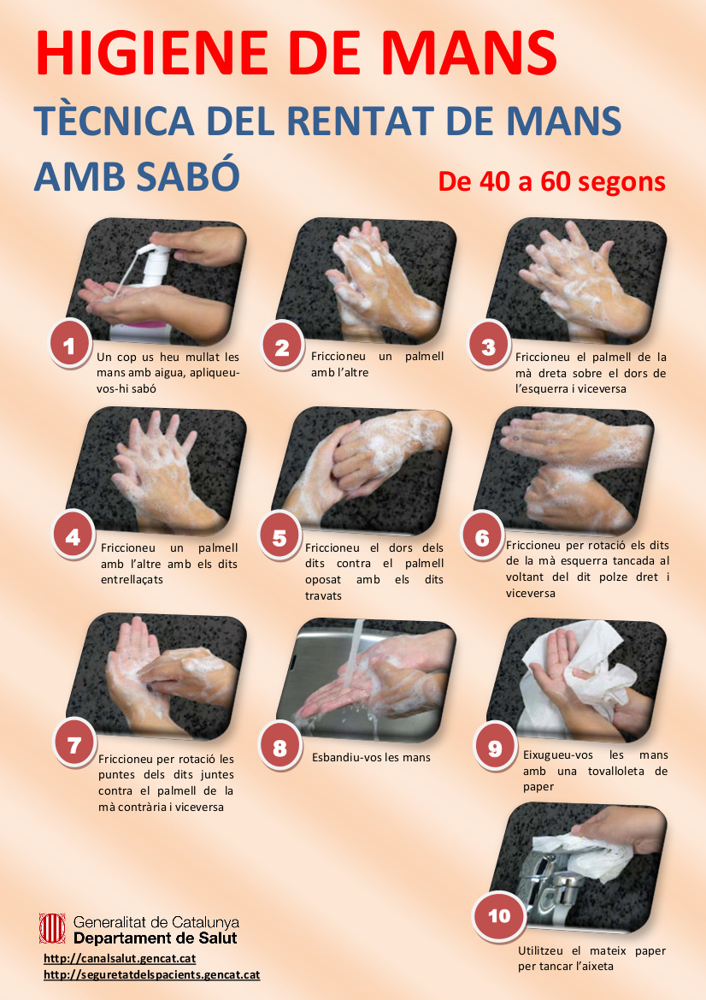 HIGIENE DE MANS
TÈCNICA DEL RENTAT DE MANS
AMB SABÓ
De 40 a 60 segons
1
Un cop us heu mullat les
mans amb aigua, apliqueu-
vos-hi sabó
2
Friccioneu un palmell
amb l’altre
3
Friccioneu el palmell de la
mà dreta sobre el dors de
l’esquerra i viceversa
4
Friccioneu un palmell
amb l’altre amb els dits
entrellaçats
5
Friccioneu el dors dels
dits contra el palmell
oposat amb els dits
travats
6
Friccioneu per rotació els dits
de la mà esquerra tancada al
voltant del dit polze dret i
viceversa
7
Friccioneu per rotació les
puntes dels dits juntes
contra el palmell de la
mà contrària i viceversa
8
Esbandiu-vos les mans
9
Eixugueu-vos les mans
amb una tovalloleta de
paper
10
Utilitzeu el mateix paper
per tancar l’aixeta
Generalitat de Catalunya
Departament de Salut
http://canalsalut.gencat.cat
http://seguretatdelspacients.gencat.cat